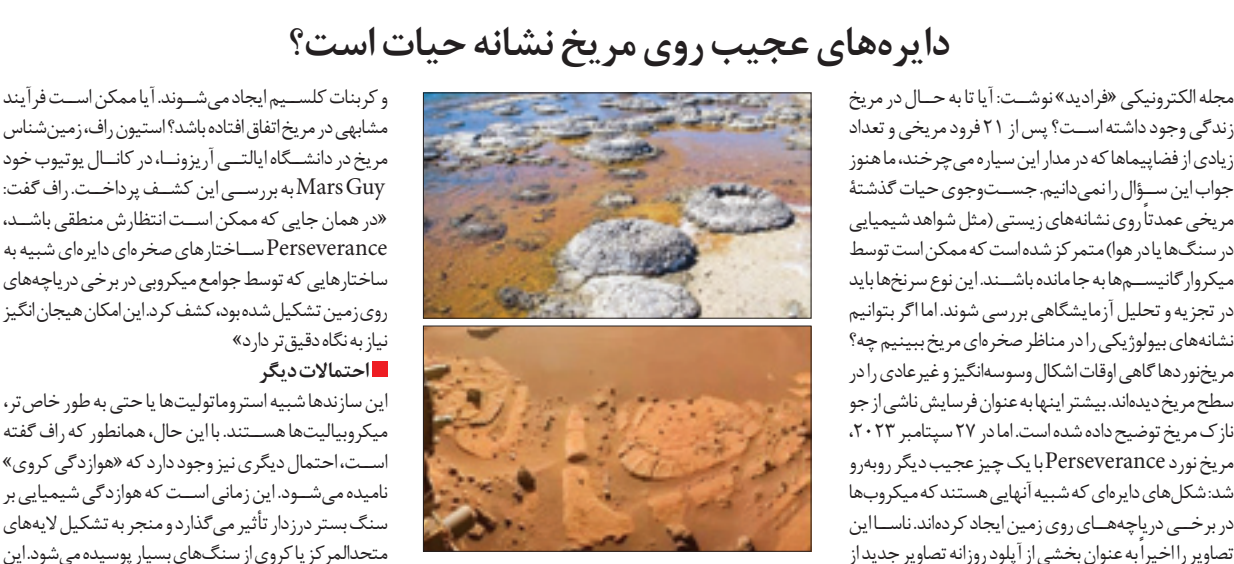 دایره‌های عجیب روی مریخ نشانه حیات است؟
مجله الکترونیکی «فرادید» نوشت: آیا تا به حال در مریخ
زندگی وجود داشته است؟ پس از ۲۱ فرود مریخی و تعداد
زیادی از فضاپیماها که در مدار این سیاره می‌چرخند، ما هنوز
جواب این سؤال را نمی‌دانیم. جست‌وجوی حیات گذشتهٔ
مریخی عمدتاً روی نشانه‌های زیستی (مثل شواهد شیمیایی
در سنگ‌ها یا در هوا) متمرکز شده است که ممکن است توسط
میکروارگانیسم‌ها به جا مانده باشند. این نوع سرنخ‌ها باید
در تجزیه و تحلیل آزمایشگاهی بررسی شوند. اما اگر بتوانیم
نشانه‌های بیولوژیکی را در مناظر صخره‌ای مریخ ببینیم چه؟
مریخ‌نوردها گاهی اوقات اشکال وسوسه‌انگیز و غیرعادی را در
سطح مریخ دیده‌اند. بیشتر اینها به عنوان فرسایش ناشی از جو
نازک مریخ توضیح داده شده است. اما در ۲۷ سپتامبر ۲۰۲۳،
مریخ نورد Perseverance با یک چیز عجیب دیگر روبه‌رو
شد: شکل‌های دایره‌ای که شبیه آنهایی هستند که میکروب‌ها
در برخی دریاچه‌های روی زمین ایجاد کرده‌اند. ناسا این
تصاویر را اخیراً به عنوان بخشی از آپلود روزانه تصاویر جدید از
و کربنات کلسیم ایجاد می‌شوند. آیا ممکن است فرآیند
مشابهی در مریخ اتفاق افتاده باشد؟ استیون راف، زمین‌شناس
مریخ در دانشگاه ایالتی آریزونا، در کانال یوتیوب خود
Mars Guy به بررسی این کشف پرداخت. راف گفت:
«در همان جایی که ممکن است انتظارش منطقی باشد،
Perseverance ساختارهای صخره‌ای دایره‌ای شبیه به
ساختارهایی که توسط جوامع میکروبی در برخی دریاچه‌های
روی زمین تشکیل شده بود، کشف کرد. این امکان هیجان انگیز
نیاز به نگاه دقیق‌تر دارد»
احتمالات دیگر
این سازندها شبیه استروماتولیت‌ها یا حتی به طور خاص‌تر،
میکروبیالیت‌ها هستند. با این حال، همانطور که راف گفته
است، احتمال دیگری نیز وجود دارد که «هوازدگی کروی»
نامیده می‌شود. این زمانی است که هوازدگی شیمیایی بر
سنگ بستر درزدار تأثیر می‌گذارد و منجر به تشکیل لایه‌های
متحدالمرکز یا کروی از سنگ‌های بسیار پوسیده می‌شود. این